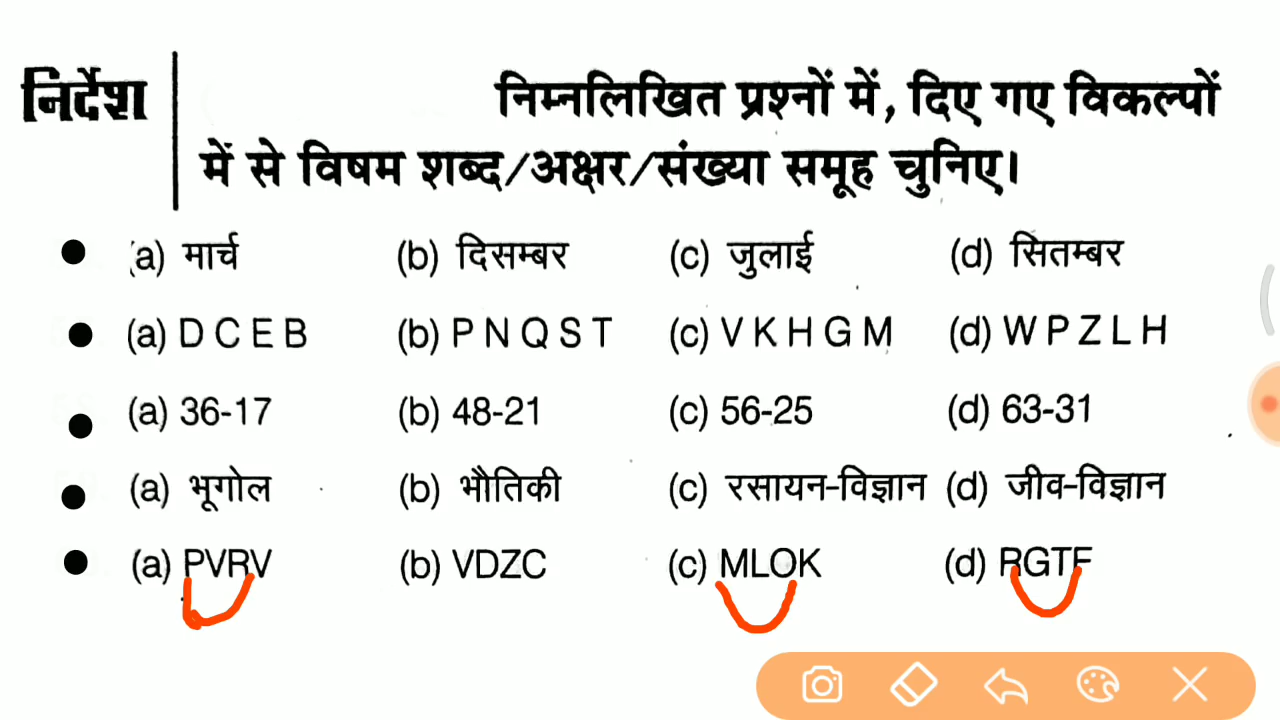 निर्देश
निम्नलिखित प्रश्नों में, दिए गए विकल्पों
में से विषम शब्द/अक्षर/संख्या समूह चुनिए।
(a) मार्च (b) दिसम्बर (c) जुलाई (d) सितम्बर
(a) D C E B (b) P N Q S T (c) V K H G M (d) W P Z L H
(a) 36-17 (b) 48-21 (c) 56-25 (d) 63-31
(a) भूगोल (b) भौतिकी (c) रसायन-विज्ञान (d) जीव-विज्ञान
(a) PVRV (b) VDZC (c) MLOK (d) RGTF